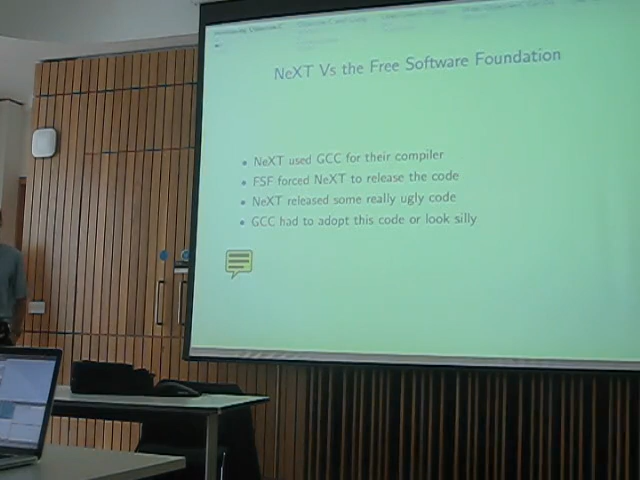 NeXT Vs the Free Software Foundation
NeXT used GCC for their compiler
FSF forced NeXT to release the code
NeXT released some really ugly code
GCC had to adopt this code or look silly